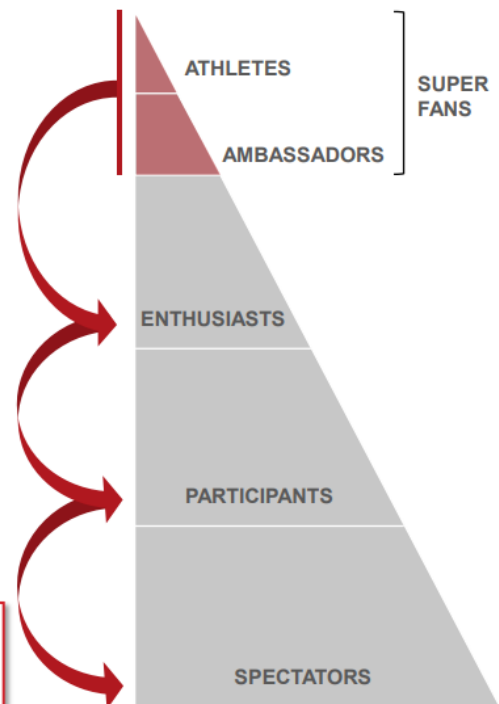 ATHLETES
SUPER
FANS
AMBASSADORS
ENTHUSIASTS
PARTICIPANTS
SPECTATORS